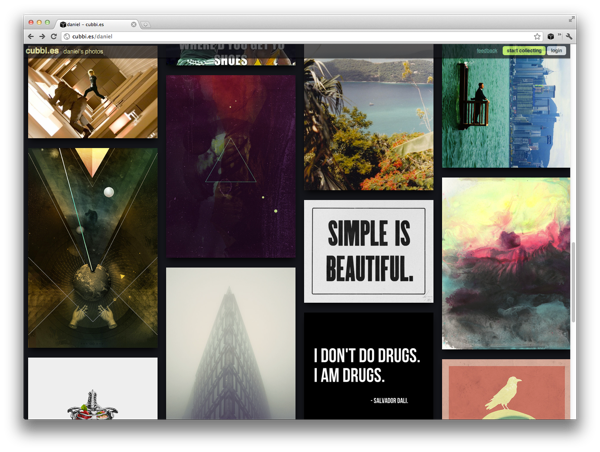 daniel - cubbi.es
cubbi.es/daniel
cubbi.es
daniel's photos
feedback
start collecting
login
WHERE'D YOU GET TO
SHOES
SIMPLE IS
BEAUTIFUL.
I DON'T DO DRUGS.
I AM DRUGS.
- SALVADOR DALI.